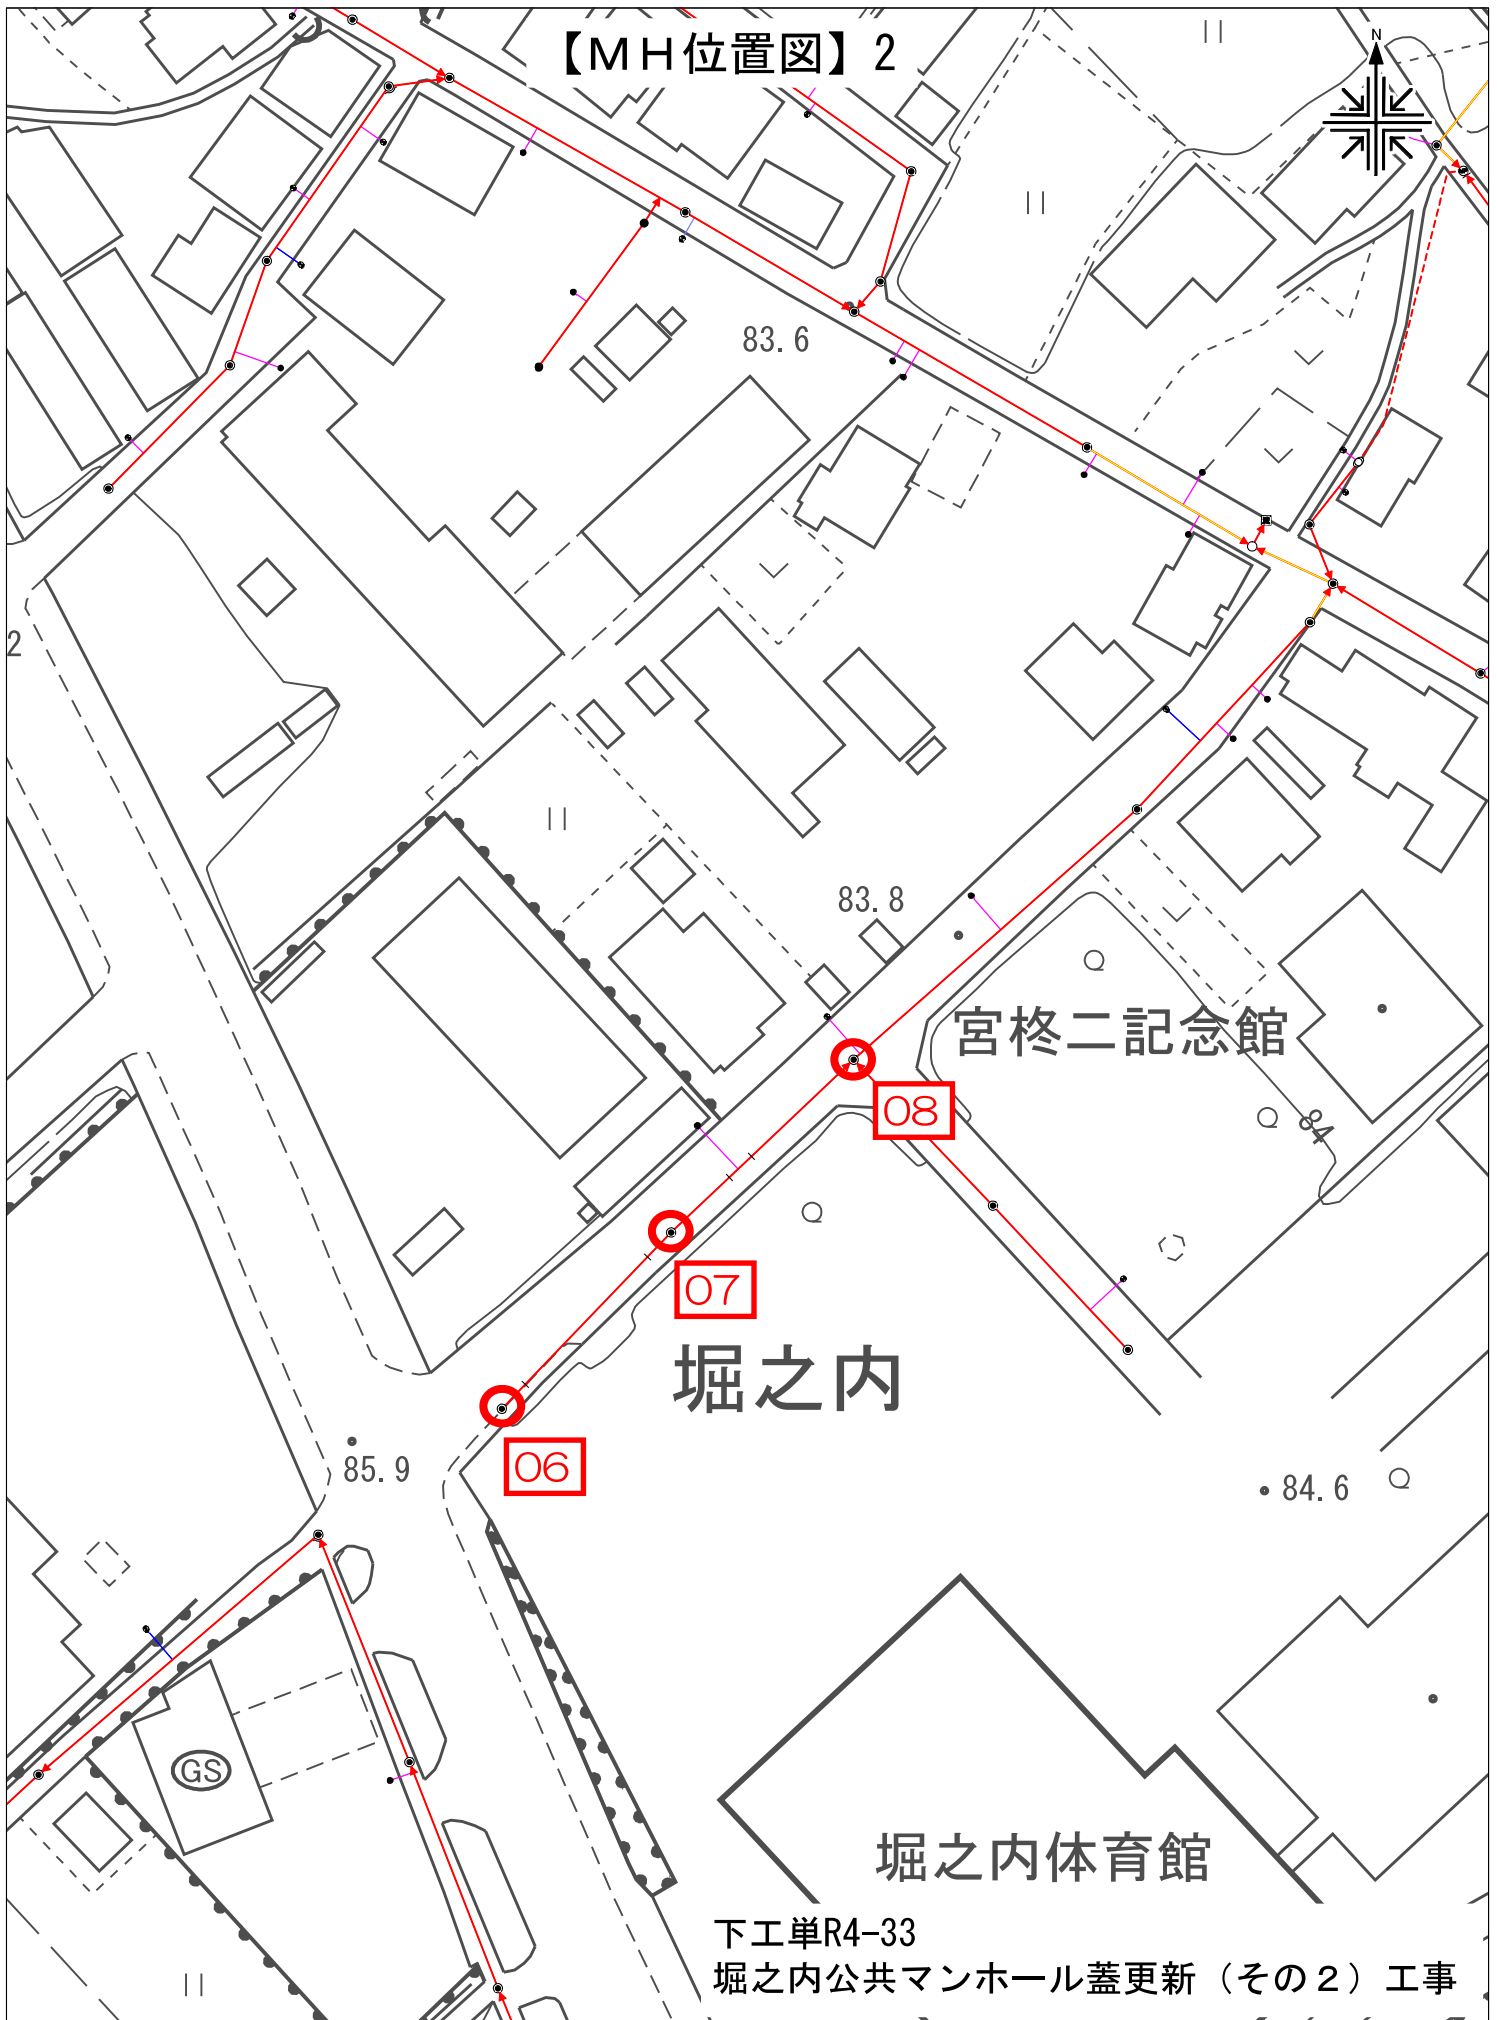 【ＭＨ位置図】2
N
83.6
2
83.8
宮柊二記念館
08
84
07
堀之内
06
85.9
84.6
GS
堀之内体育館
下工単R4-33
堀之内公共マンホール蓋更新（その２）工事